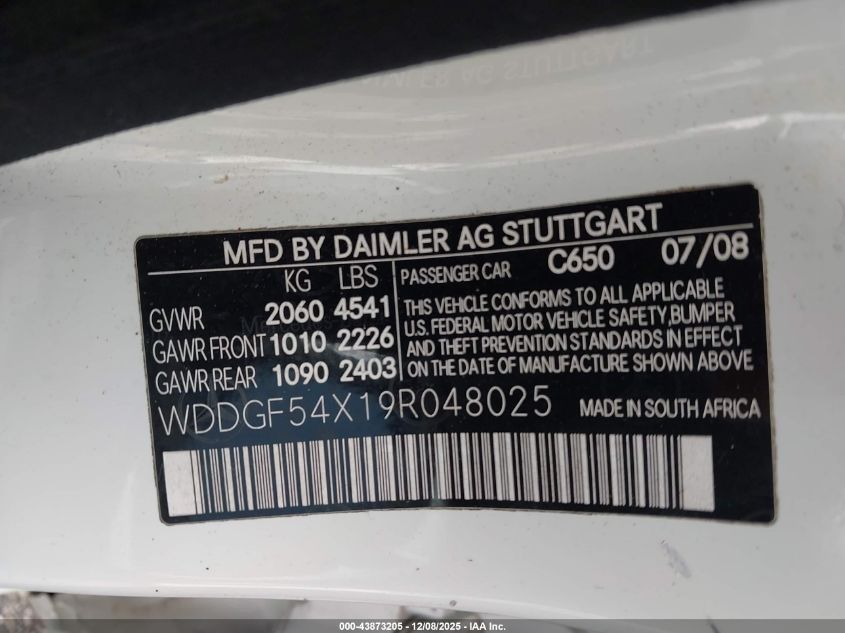 MFD BY DAIMLER AG STUTTGART C650 07/08
KG LBS PASSENGER CAR
GVWR 2060 4541
GAWR FRONT 1010 2226
GAWR REAR 1090 2403
THIS VEHICLE CONFORMS TO ALL APPLICABLE
U.S. FEDERAL MOTOR VEHICLE SAFETY, BUMPER
AND THEFT PREVENTION STANDARDS IN EFFECT
ON THE DATE OF MANUFACTURE SHOWN ABOVE
WDDGF54X19R048025 MADE IN SOUTH AFRICA
000-43873205 - 12/08/2025 - IAA Inc.